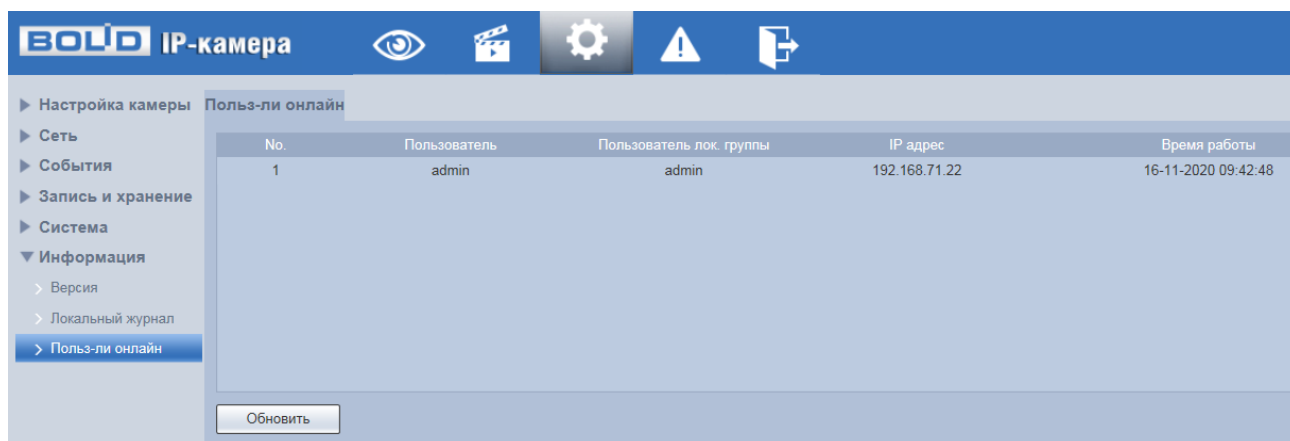 BOLID IP-камера
Настройка камеры
Сеть
События
Запись и хранение
Система
Информация
Версия
Локальный журнал
Польз-ли онлайн
Польз-ли онлайн
No. Пользователь Пользователь лок. группы IP адрес Время работы
1 admin admin 192.168.71.22 16-11-2020 09:42:48
Обновить